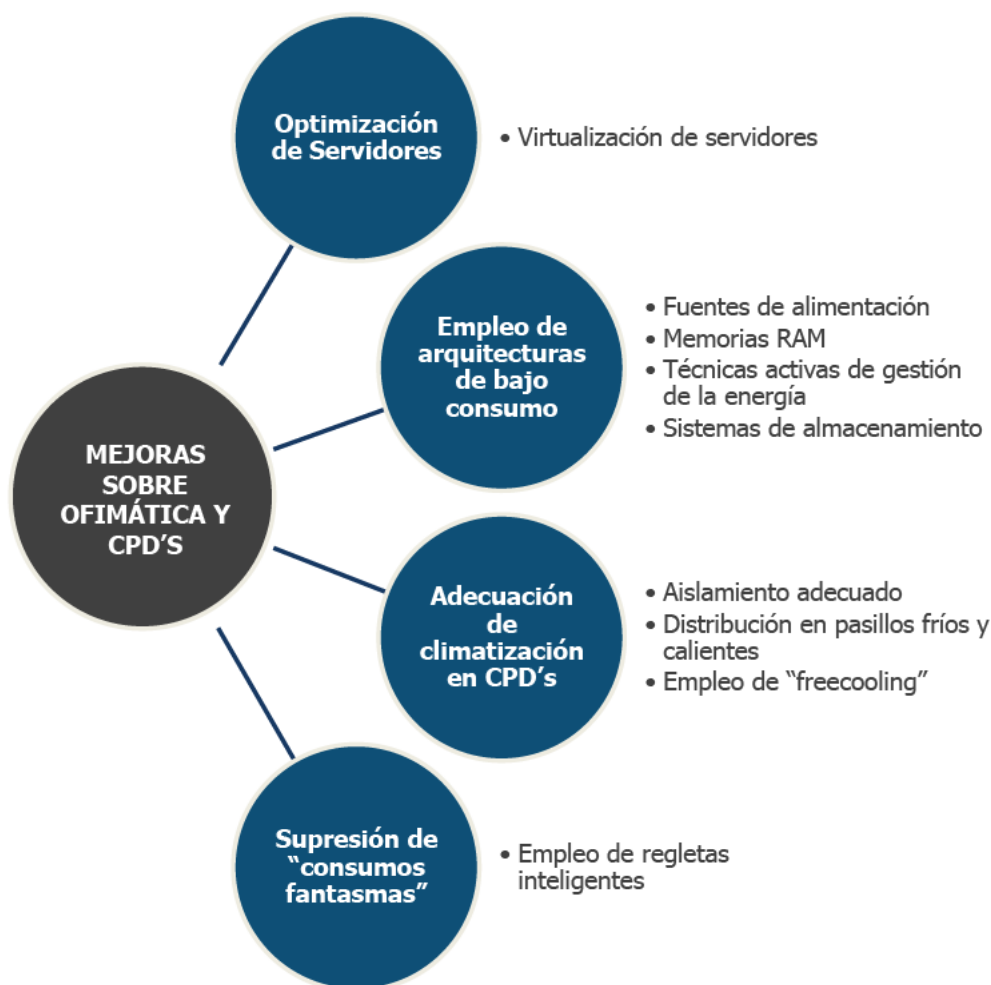 Optimización
de Servidores
• Virtualización de servidores
Empleo de
arquitecturas
de bajo
consumo
• Fuentes de alimentación
• Memorias RAM
• Técnicas activas de gestión
de la energía
• Sistemas de almacenamiento
MEJORAS
SOBRE
OFIMÁTICA Y
CPD’S
Adecuación
de
climatización
en CPD’s
• Aislamiento adecuado
• Distribución en pasillos fríos y
calientes
• Empleo de “freecooling”
Supresión de
“consumos
fantasmas”
• Empleo de regletas
inteligentes